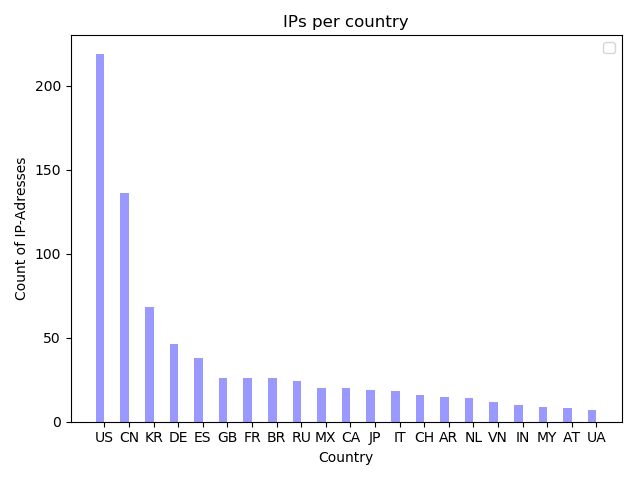 IPs per country
Count of IP-Adresses
200
150
100
50
0
US CN KR DE ES GB FR BR RU MX CA JP IT CH AR NL VN IN MY AT UA
Country